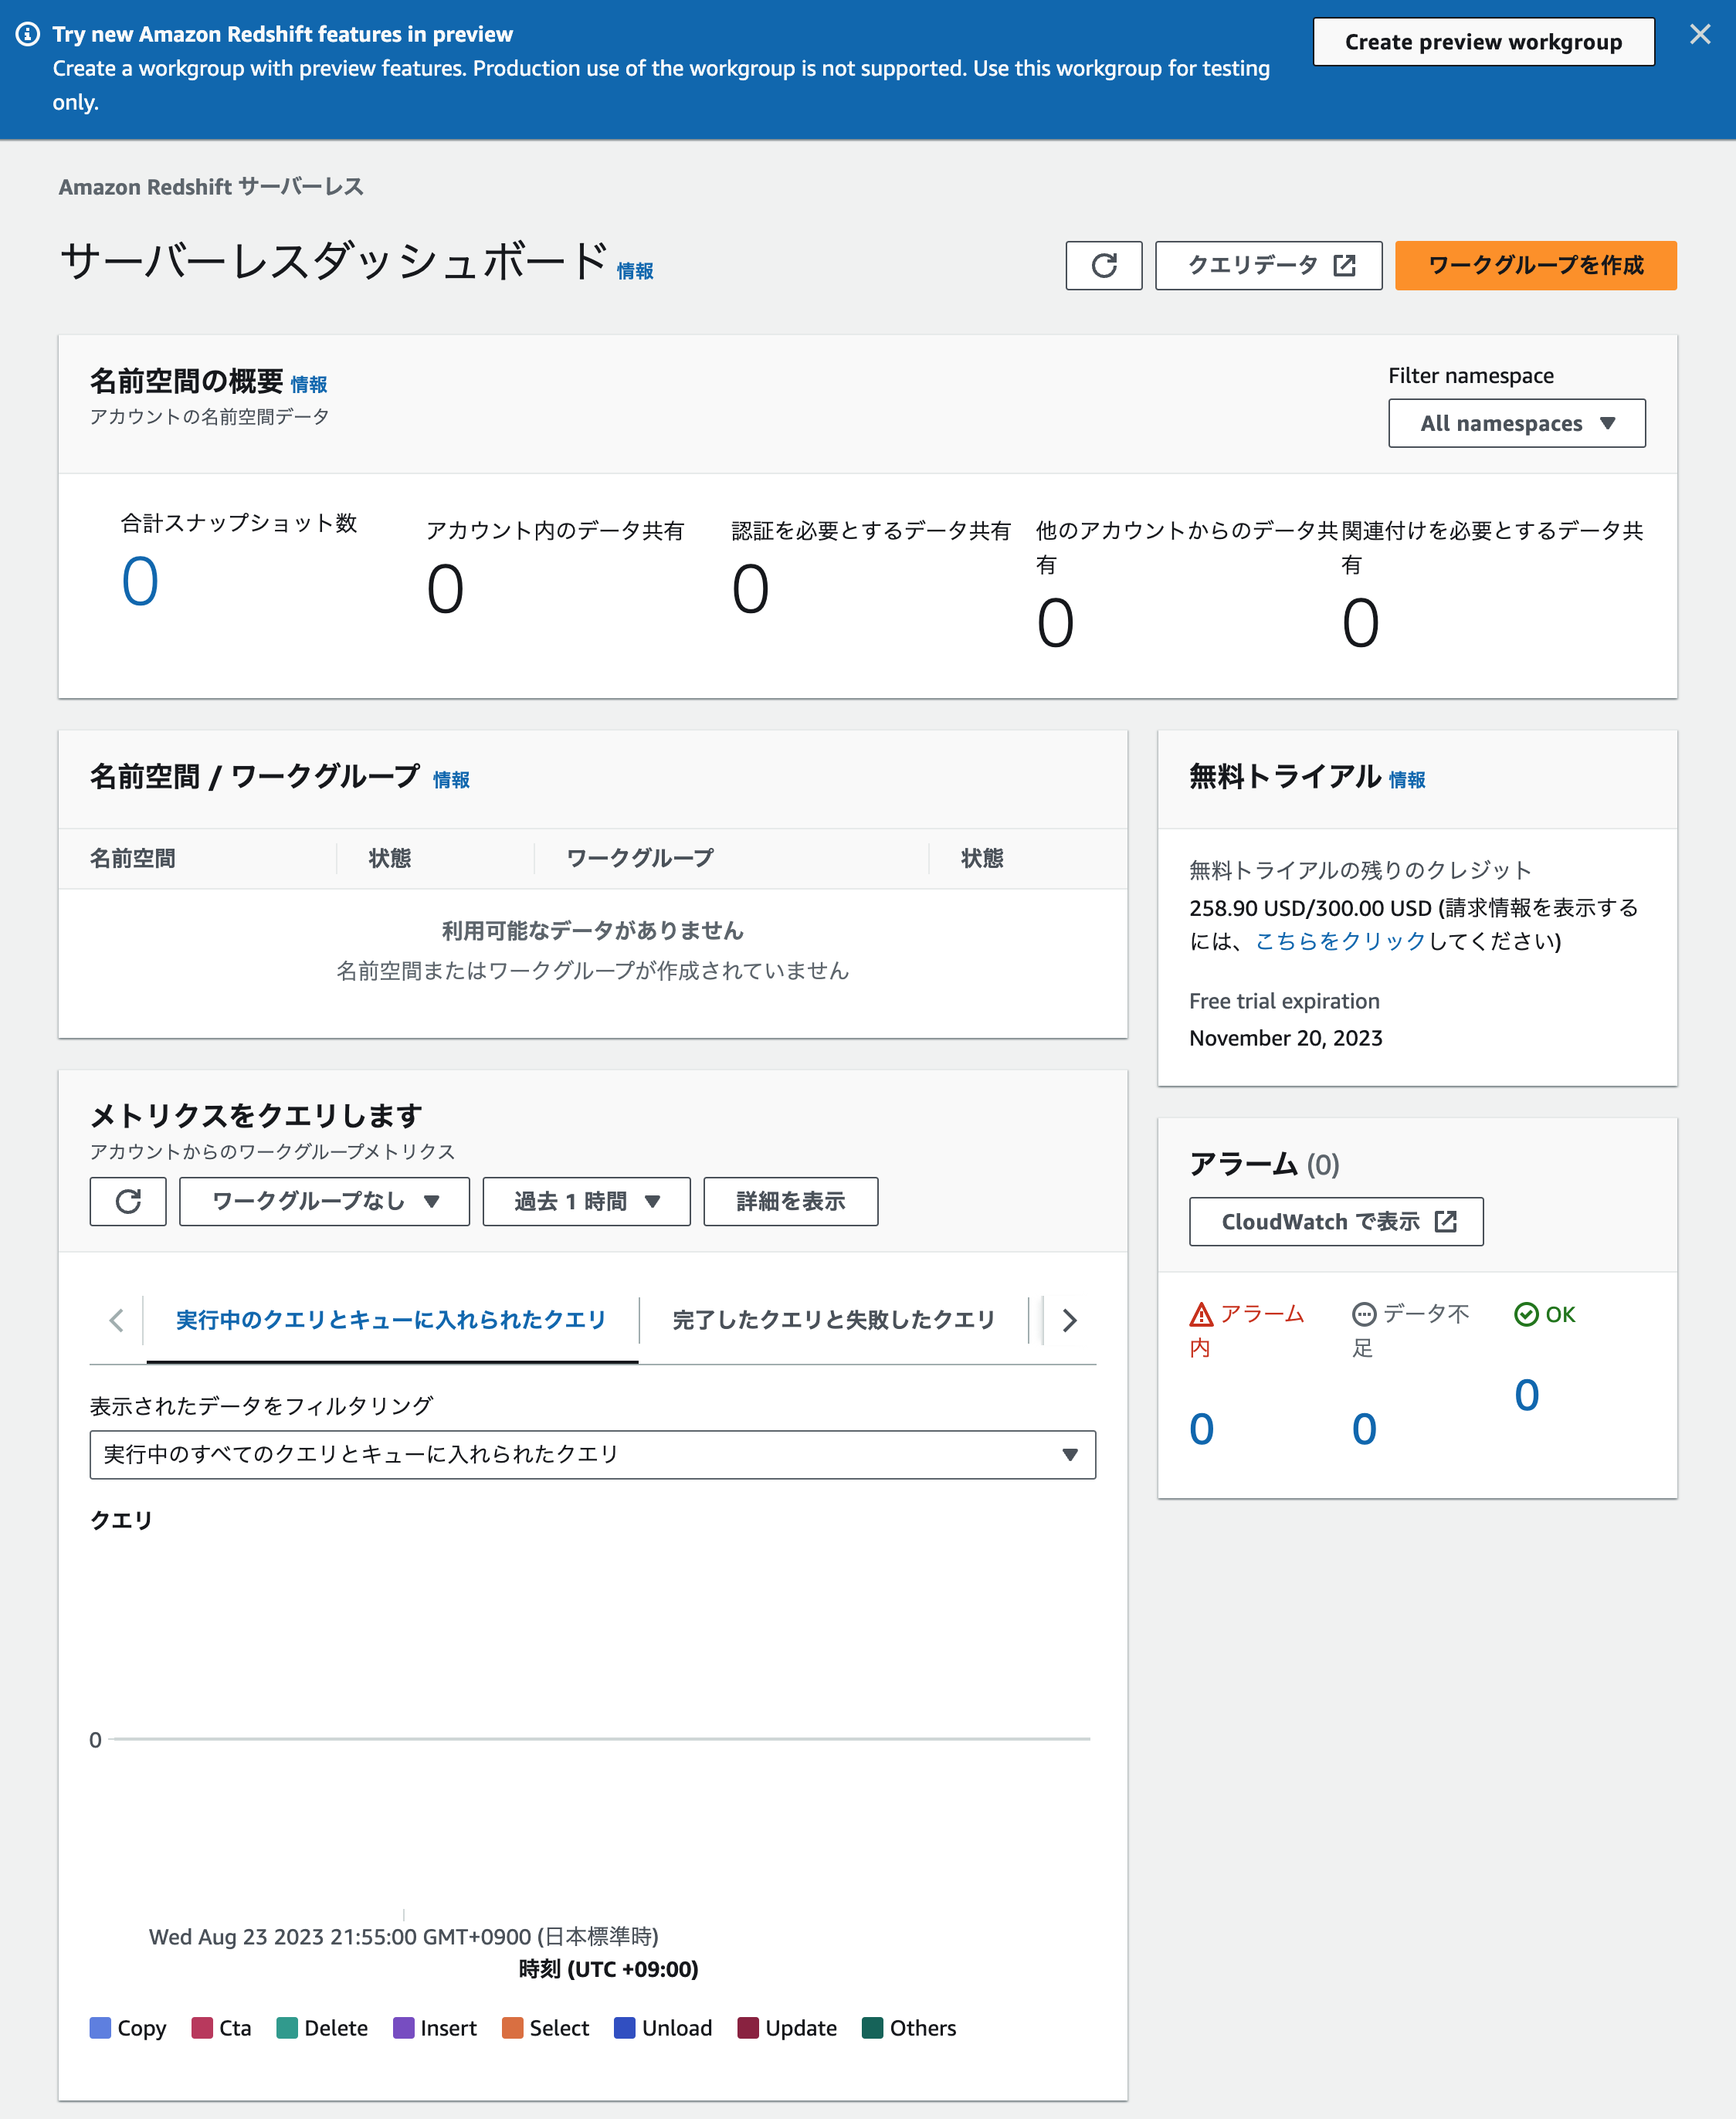 Try new Amazon Redshift features in preview
Create a workgroup with preview features. Production use of the workgroup is not supported. Use this workgroup for testing
only.
Create preview workgroup
Amazon Redshift サーバーレス
サーバーレスダッシュボード 情報
クエリデータ
ワークグループを作成
名前空間の概要 情報
アカウントの名前空間データ
Filter namespace
All namespaces
合計スナップショット数
0
アカウント内のデータ共有
0
認証を必要とするデータ共有
0
他のアカウントからのデータ共
有
0
関連付けを必要とするデータ共
有
0
名前空間 / ワークグループ 情報
名前空間 状態 ワークグループ 状態
利用可能なデータがありません
名前空間またはワークグループが作成されていません
無料トライアル 情報
無料トライアルの残りのクレジット
258.90 USD/300.00 USD (請求情報を表示する
には、こちらをクリックしてください)
Free trial expiration
November 20, 2023
メトリクスをクエリします
アカウントからのワークグループメトリクス
ワークグループなし
過去 1 時間
詳細を表示
実行中のクエリとキューに入れられたクエリ
完了したクエリと失敗したクエリ
表示されたデータをフィルタリング
実行中のすべてのクエリとキューに入れられたクエリ
クエリ
0
Wed Aug 23 2023 21:55:00 GMT+0900 (日本標準時)
時刻 (UTC +09:00)
Copy Cta Delete Insert Select Unload Update Others
アラーム (0)
CloudWatch で表示
アラーム
内
0
データ不
足
0
OK
0